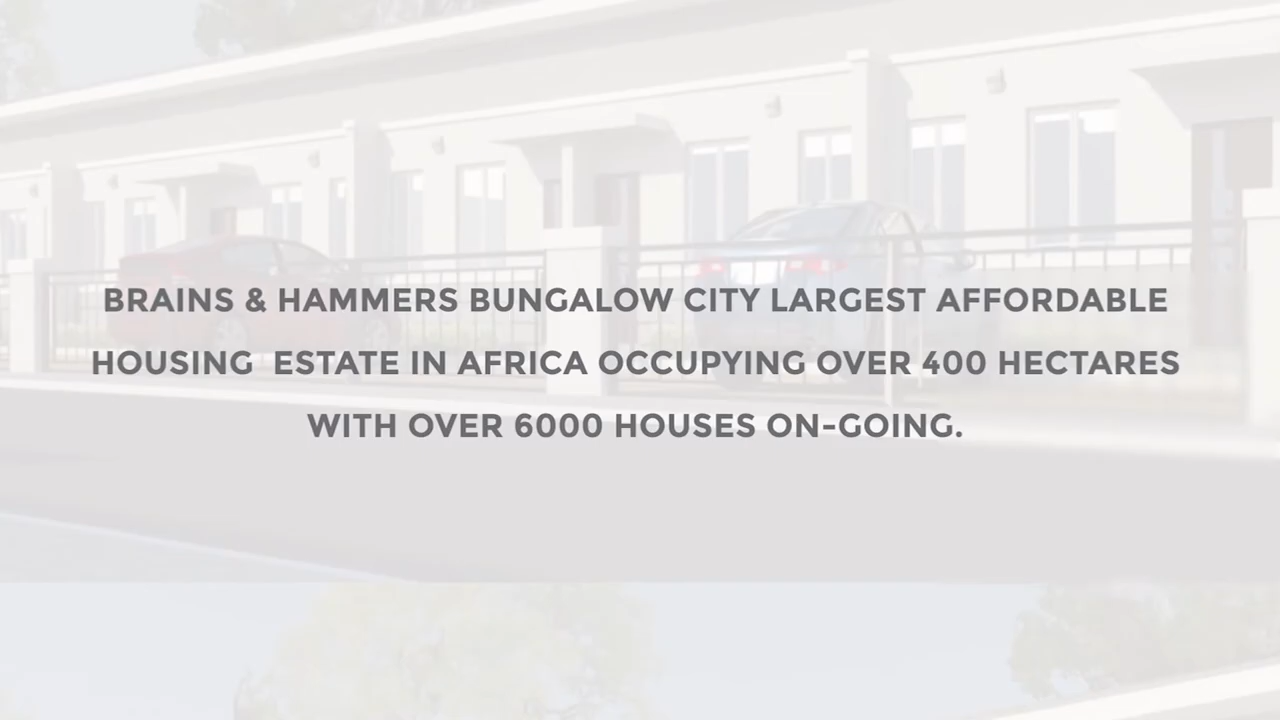 BRAINS & HAMMERS BUNGALOW CITY LARGEST AFFORDABLE
HOUSING  ESTATE IN AFRICA OCCUPYING OVER 400 HECTARES
WITH OVER 6000 HOUSES ON-GOING.